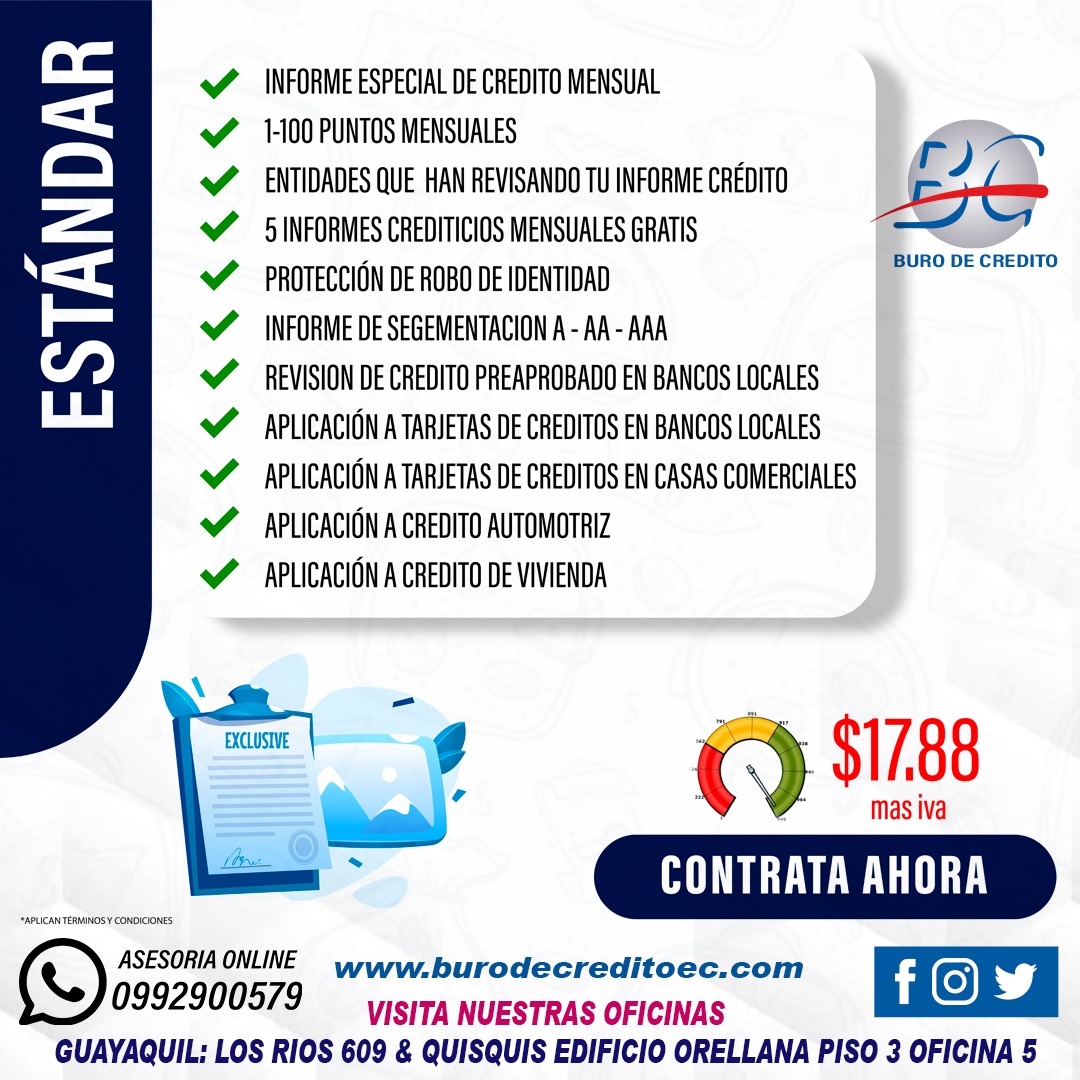 ESTÁNDAR
INFORME ESPECIAL DE CREDITO MENSUAL
1-100 PUNTOS MENSUALES
ENTIDADES QUE HAN REVISANDO TU INFORME CRÉDITO
5 INFORMES CREDITICIOS MENSUALES GRATIS
PROTECCIÓN DE ROBO DE IDENTIDAD
INFORME DE SEGEMENTACION A - AA - AAA
REVISION DE CREDITO PREAPROBADO EN BANCOS LOCALES
APLICACIÓN A TARJETAS DE CREDITOS EN BANCOS LOCALES
APLICACIÓN A TARJETAS DE CREDITOS EN CASAS COMERCIALES
APLICACIÓN A CREDITO AUTOMOTRIZ
APLICACIÓN A CREDITO DE VIVIENDA
BC
BURO DE CREDITO
EXCLUSIVE
791
891
917
$17.88
mas iva
CONTRATA AHORA
*APLICAN TÉRMINOS Y CONDICIONES
ASESORIA ONLINE
0992900579
www.burodecreditoec.com
VISITA NUESTRAS OFICINAS
GUAYAQUIL: LOS RIOS 609 & QUISQUIS EDIFICIO ORELLANA PISO 3 OFICINA 5